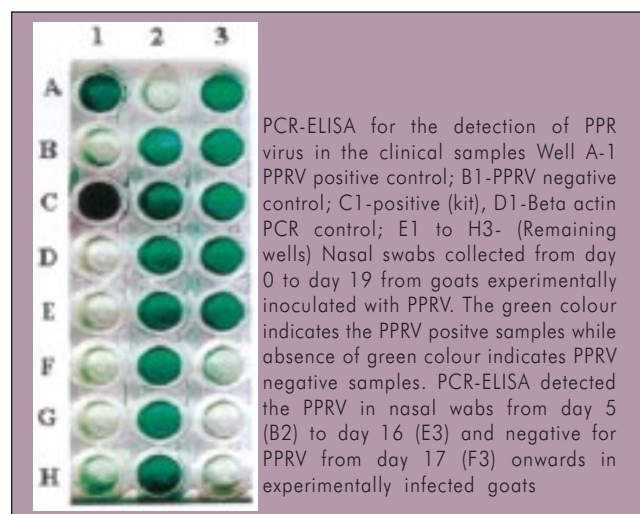 1 2 3
A
B
C
D
E
F
G
H
PCR-ELISA for the detection of PPR
virus in the clinical samples Well A-1
PPRV positive control; B1-PPRV negative
control; C1-positive (kit), D1-Beta actin
PCR control; E1 to H3- (Remaining
wells) Nasal swabs collected from day
0 to day 19 from goats experimentally
inoculated with PPRV. The green colour
indicates the PPRV positve samples while
absence of green colour indicates PPRV
negative samples. PCR-ELISA detected
the PPRV in nasal wabs from day 5
(B2) to day 16 (E3) and negative for
PPRV from day 17 (F3) onwards in
experimentally infected goats